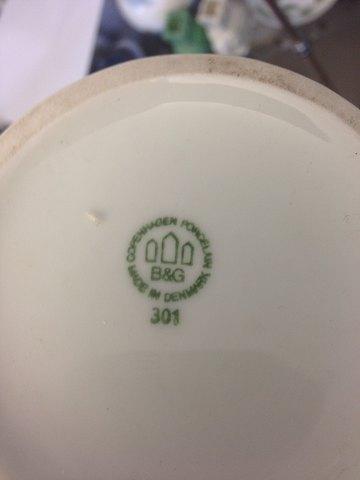 COPENHAGEN PORCELAIN
B&G
MADE IN DENMARK
301